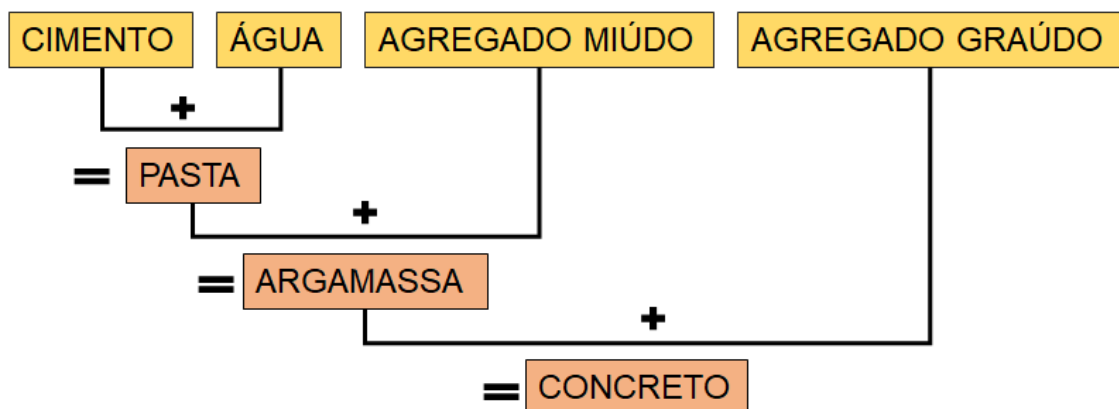 CIMENTO ÁGUA AGREGADO MIÚDO AGREGADO GRAÚDO
+
= PASTA
+
= ARGAMASSA
+
= CONCRETO